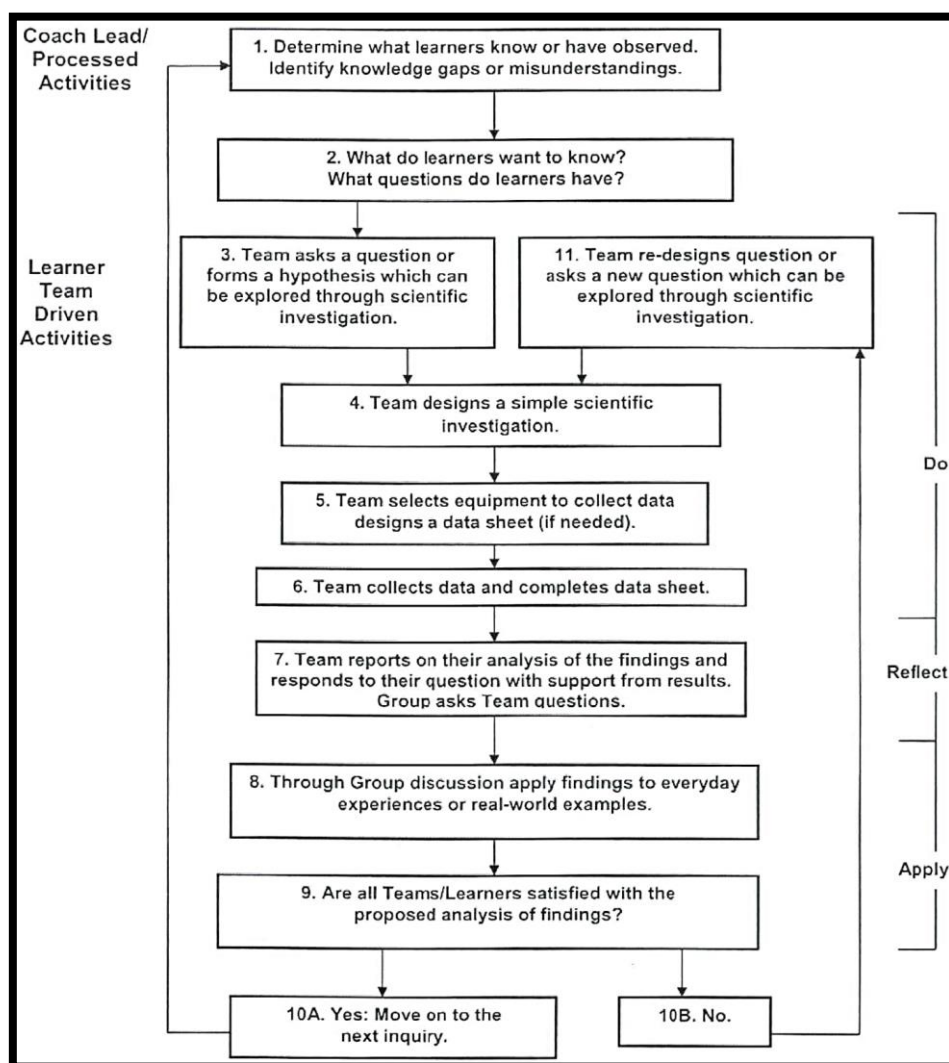 Coach Lead/
Processed
Activities
1. Determine what learners know or have observed.
Identify knowledge gaps or misunderstandings.
2. What do learners want to know?
What questions do learners have?
Learner
Team
Driven
Activities
3. Team asks a question or
forms a hypothesis which can
be explored through scientific
investigation.
11. Team re-designs question or
asks a new question which can be
explored through scientific
investigation.
4. Team designs a simple scientific
investigation.
5. Team selects equipment to collect data
designs a data sheet (if needed).
6. Team collects data and completes data sheet.
Do
7. Team reports on their analysis of the findings and
responds to their question with support from results.
Group asks Team questions.
Reflect
8. Through Group discussion apply findings to everyday
experiences or real-world examples.
9. Are all Teams/Learners satisfied with the
proposed analysis of findings?
Apply
10A. Yes: Move on to the
next inquiry.
10B. No.